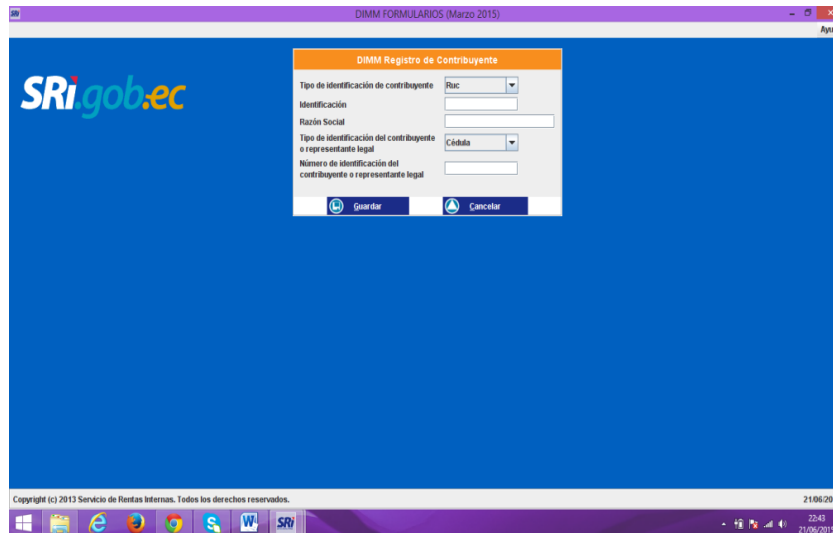 SRi
DIMM FORMULARIOS (Marzo 2015)
Ayu
SRi.gob.ec
DIMM Registro de Contribuyente
Tipo de identificación de contribuyente Ruc
Identificación
Razón Social
Tipo de identificación del contribuyente
o representante legal
Cédula
Número de identificación del
contribuyente o representante legal
Guardar Cancelar
Copyright (c) 2013 Servicio de Rentas Internas. Todos los derechos reservados.
21/06/20
SRi
22:43
21/06/2015